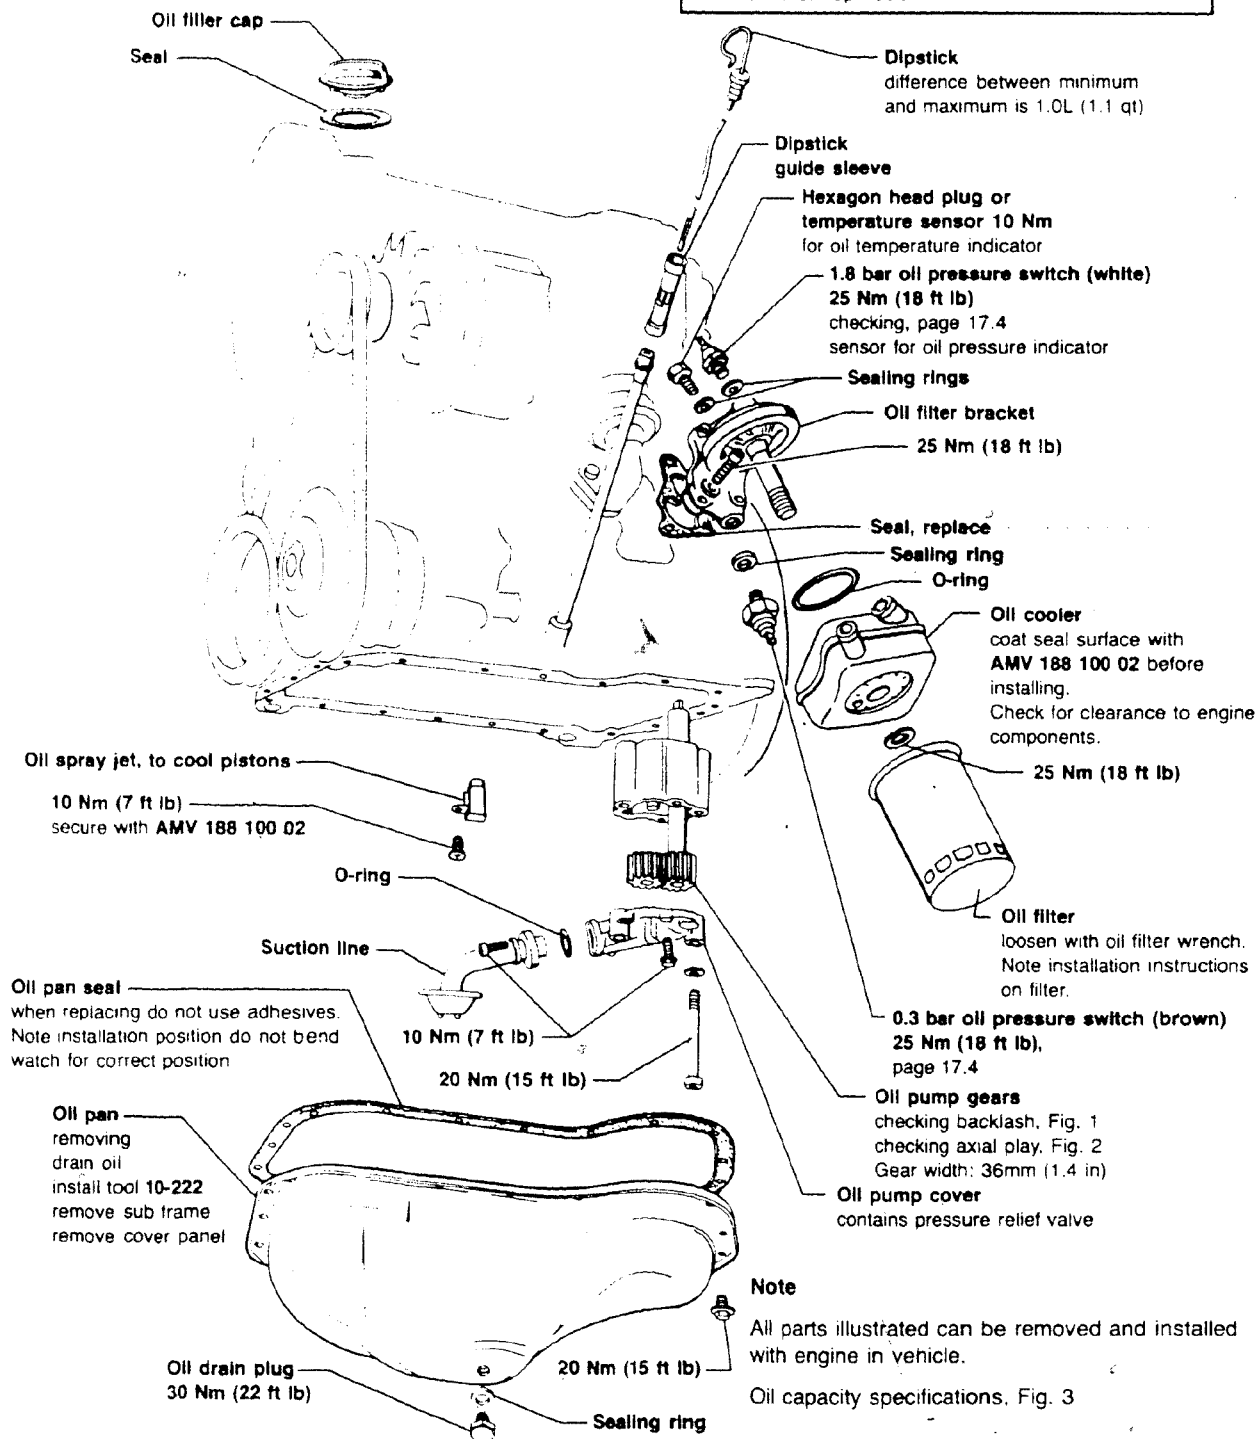 Oil filler cap
Seal
Dipstick
difference between minimum
and maximum is 1.0L (1.1 qt)
Dipstick
guide sleeve
Hexagon head plug or
temperature sensor 10 Nm
for oil temperature indicator
1.8 bar oil pressure switch (white)
25 Nm (18 ft lb)
checking, page 17.4
sensor for oil pressure indicator
Sealing rings
Oil filter bracket
25 Nm (18 ft lb)
Seal, replace
Sealing ring
O-ring
Oil cooler
coat seal surface with
AMV 188 100 02 before
installing.
Check for clearance to engine
components.
25 Nm (18 ft lb)
Oil spray jet, to cool pistons
10 Nm (7 ft lb)
secure with AMV 188 100 02
O-ring
Suction line
Oil filter
loosen with oil filter wrench.
Note installation instructions
on filter.
Oil pan seal
when replacing do not use adhesives.
Note installation position do not bend
watch for correct position
10 Nm (7 ft lb)
20 Nm (15 ft lb)
0.3 bar oil pressure switch (brown)
25 Nm (18 ft lb),
page 17.4
Oil pump gears
checking backlash, Fig. 1
checking axial play, Fig. 2
Gear width: 36mm (1.4 in)
Oil pump cover
contains pressure relief valve
Oil pan
removing
drain oil
install tool 10-222
remove sub frame
remove cover panel
Note
All parts illustrated can be removed and installed
with engine in vehicle.
Oil capacity specifications, Fig. 3
20 Nm (15 ft lb)
Oil drain plug
30 Nm (22 ft lb)
Sealing ring